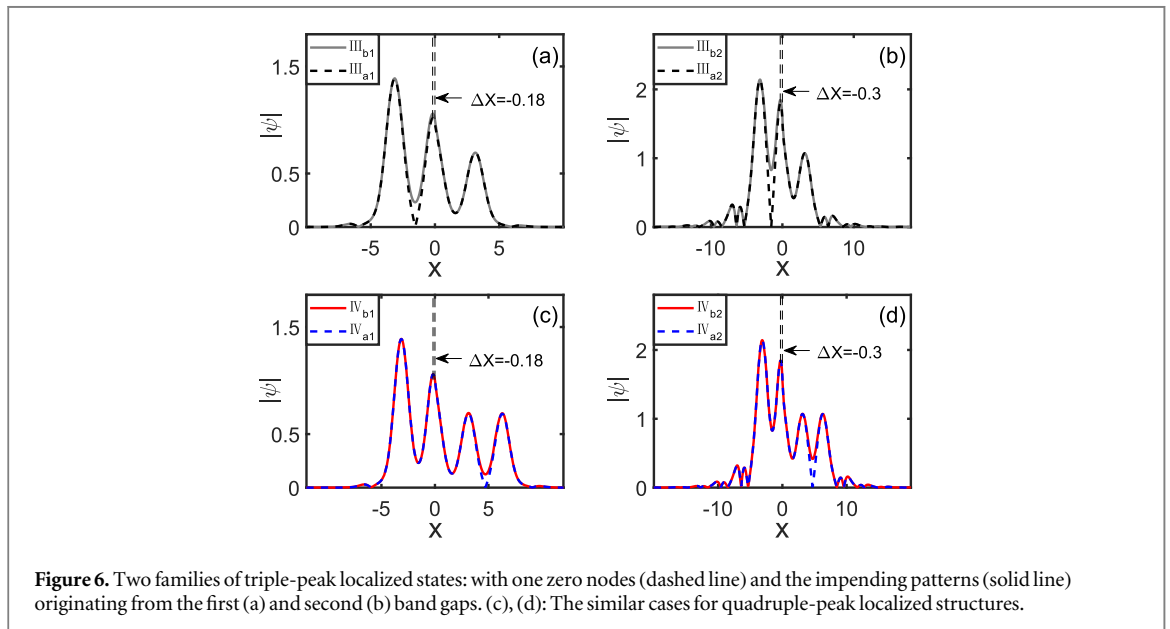 III_b1
III_a1
(a)
ΔX=-0.18
|ψ|
1.5
0.5
0
-5 0 5
X
III_b2
III_a2
(b)
ΔX=-0.3
|ψ|
2
1
0
-10 0 10
X
IV_b1
IV_a1
(c)
ΔX=-0.18
|ψ|
1.5
0.5
0
-5 0 5
X
IV_b2
IV_a2
(d)
ΔX=-0.3
|ψ|
2
1
0
-10 0 10
X
Figure 6. Two families of triple-peak localized states: with one zero nodes (dashed line) and the impending patterns (solid line)
originating from the first (a) and second (b) band gaps. (c), (d): The similar cases for quadruple-peak localized structures.